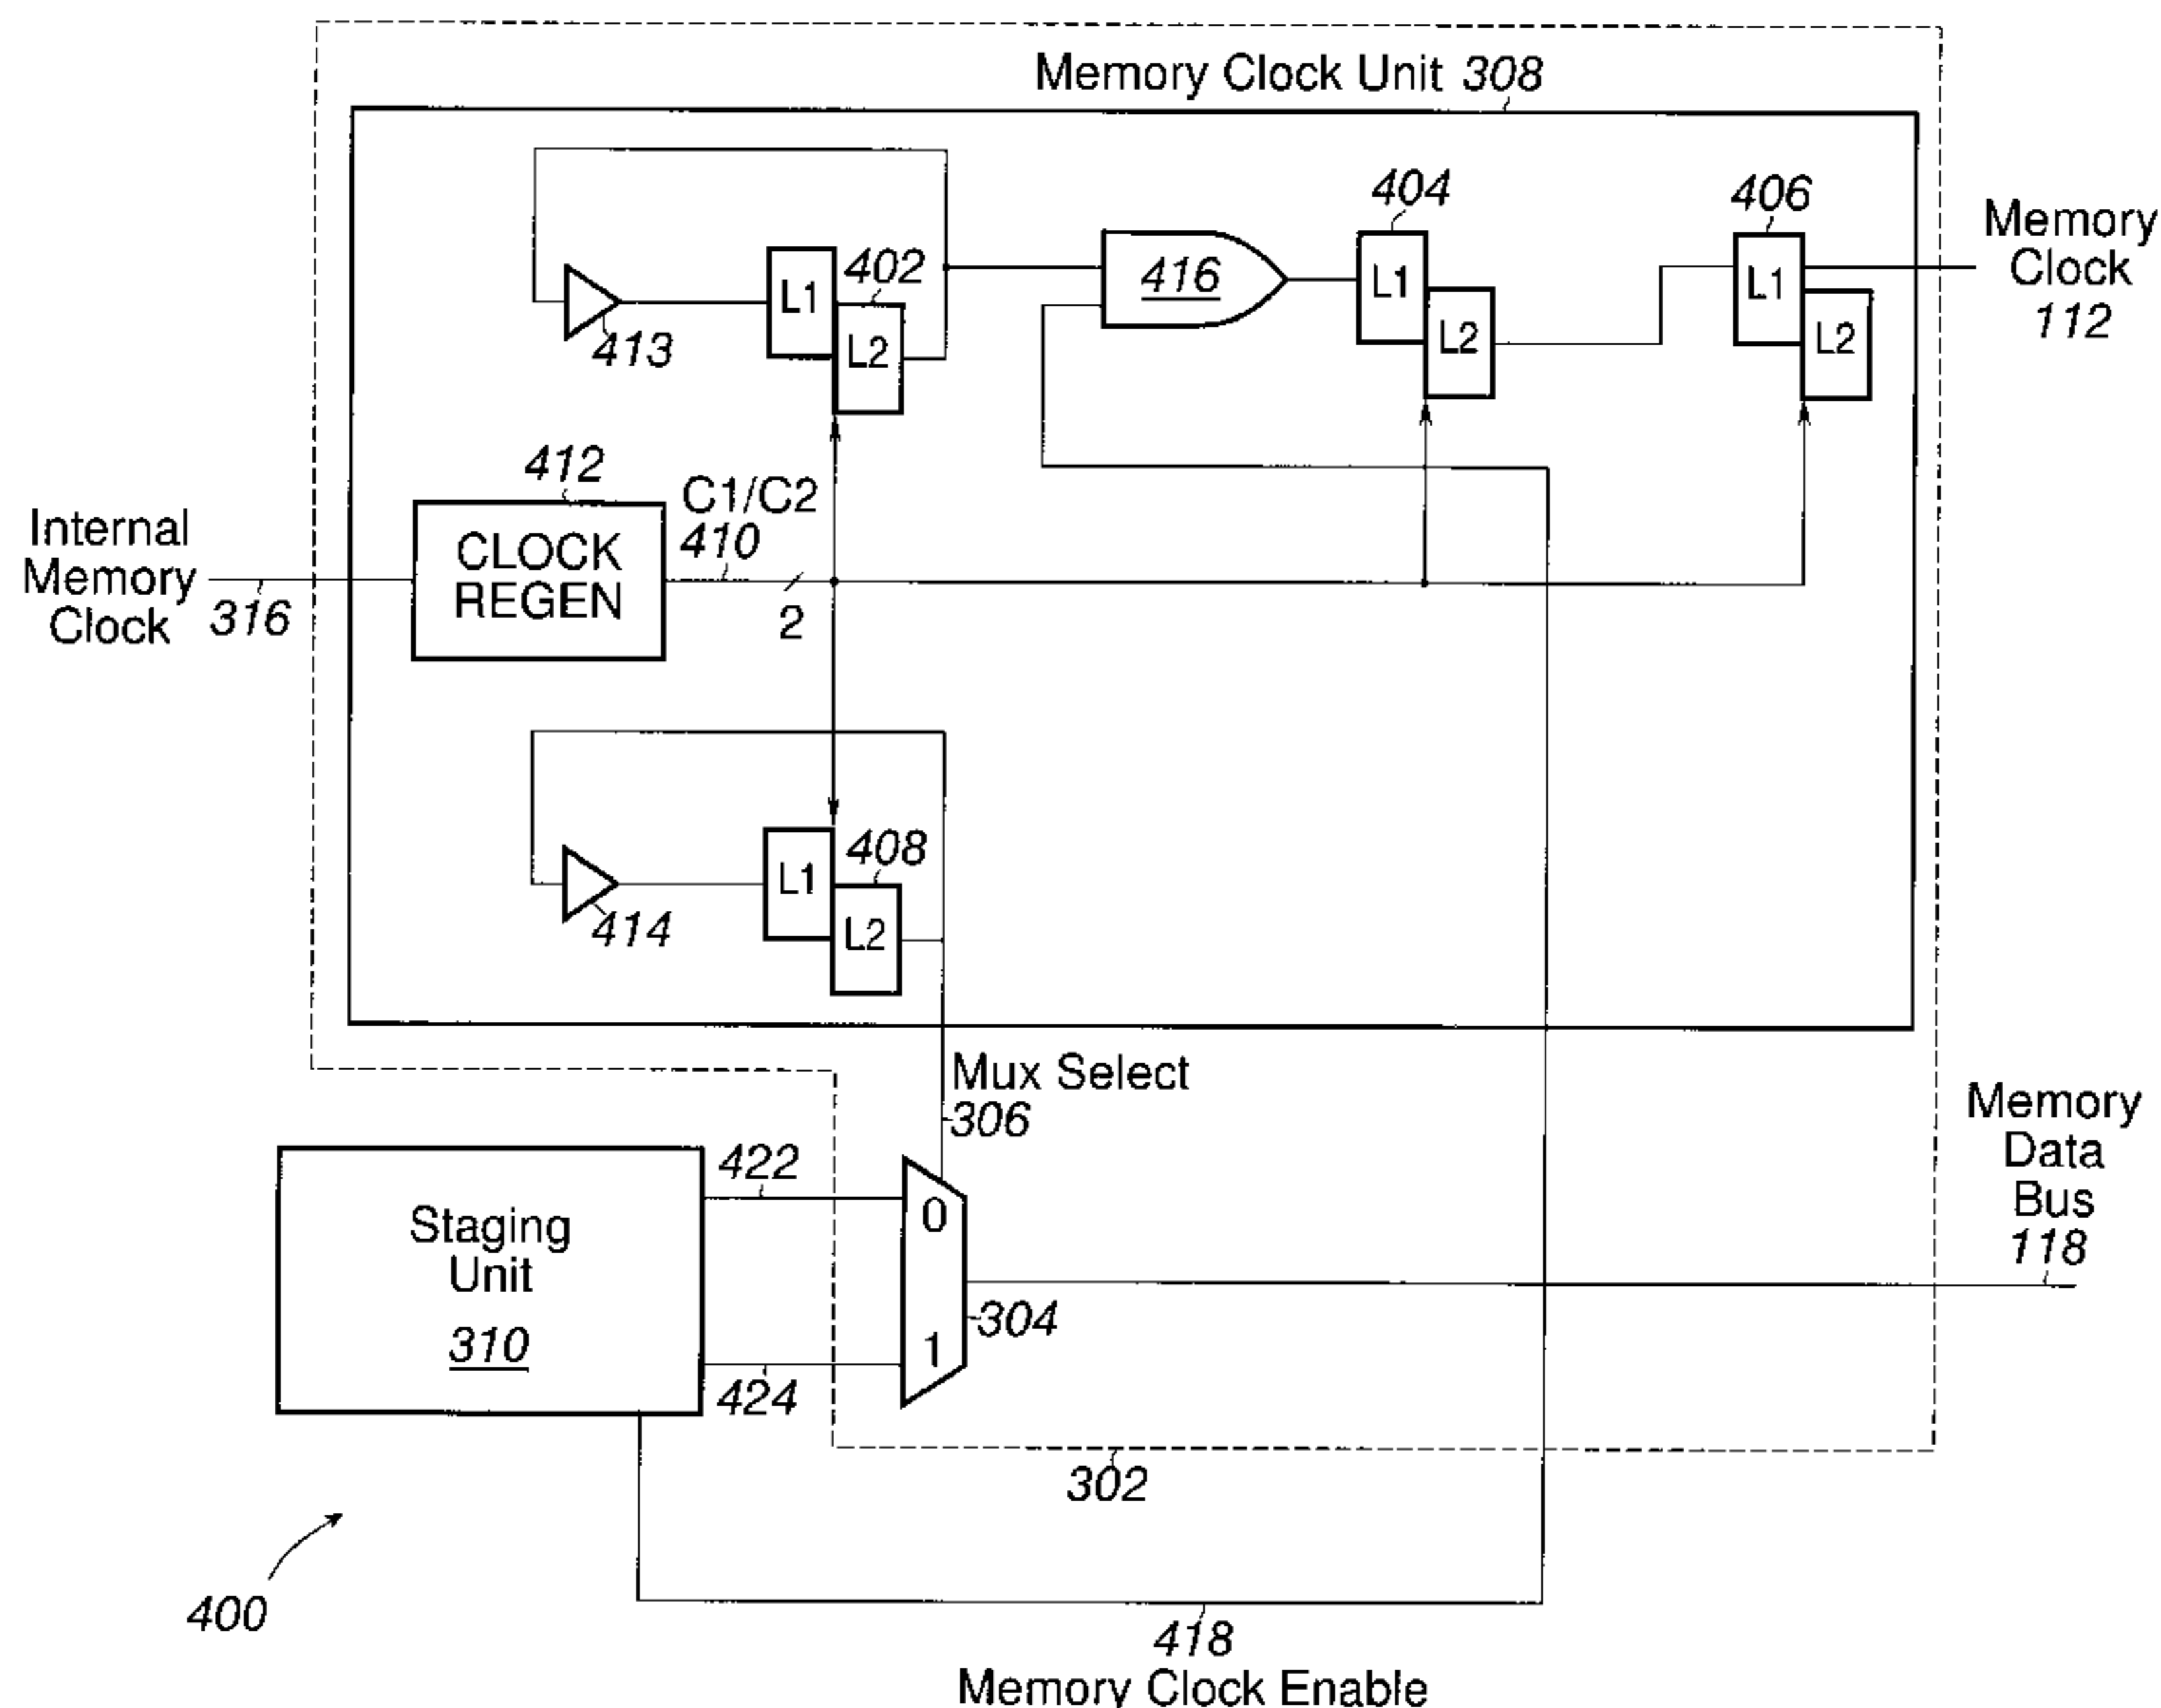 Memory Clock Unit 308
404
406
402
416
L1
L2
413
L1
L2
L1
L2
Memory
Clock
112
412
C1/C2
410
CLOCK
REGEN
2
Internal
Memory
Clock
316
408
L1
L2
414
Mux Select
306
422
0
1
304
Staging
Unit
310
424
Memory
Data
Bus
118
302
400
418
Memory Clock Enable